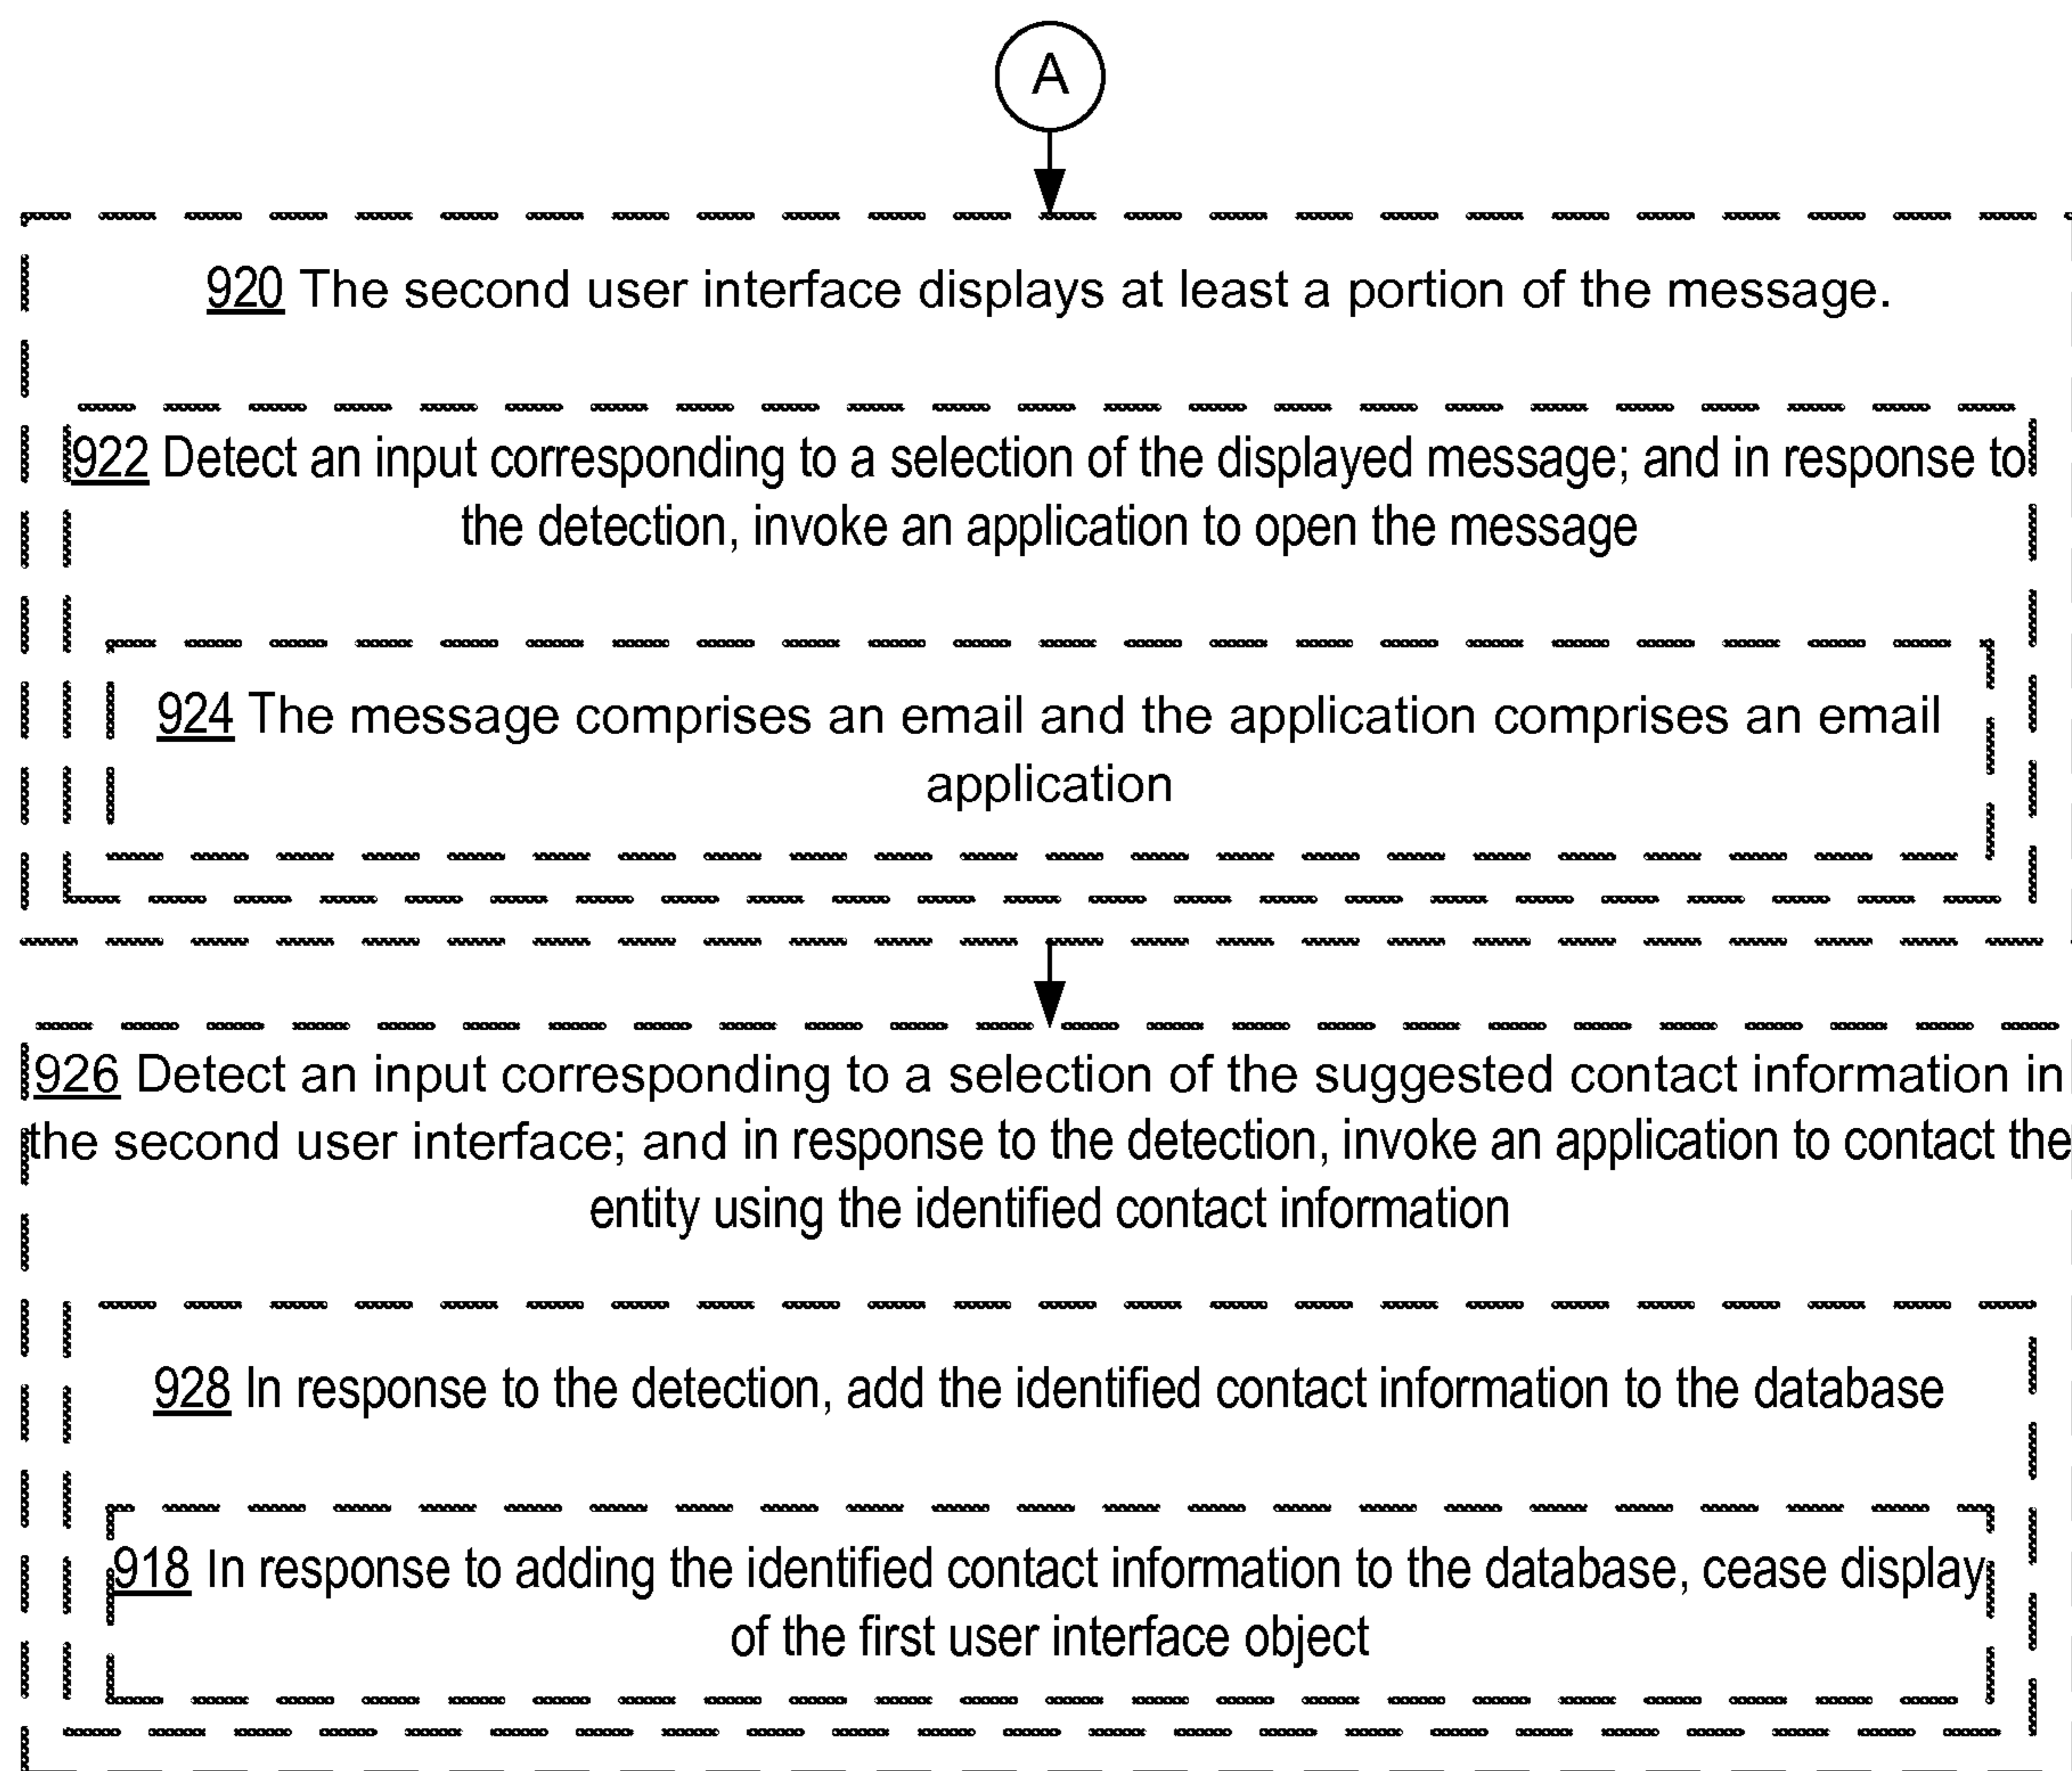 A
920 The second user interface displays at least a portion of the message.
922 Detect an input corresponding to a selection of the displayed message; and in response to
the detection, invoke an application to open the message
924 The message comprises an email and the application comprises an email
application
926 Detect an input corresponding to a selection of the suggested contact information in
the second user interface; and in response to the detection, invoke an application to contact the
entity using the identified contact information
928 In response to the detection, add the identified contact information to the database
918 In response to adding the identified contact information to the database, cease display
of the first user interface object